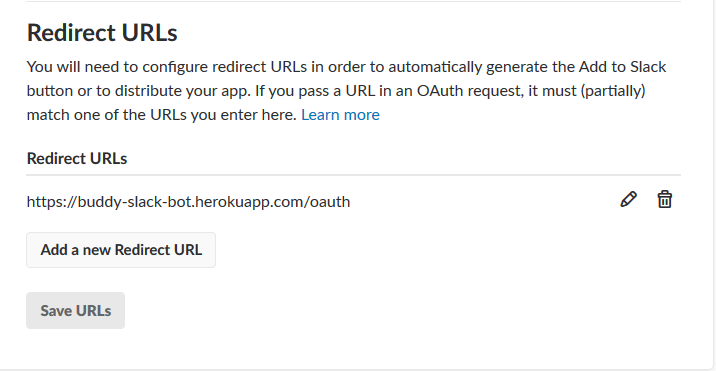 Redirect URLs
You will need to configure redirect URLs in order to automatically generate the Add to Slack
button or to distribute your app. If you pass a URL in an OAuth request, it must (partially)
match one of the URLs you enter here. Learn more
Redirect URLs
https://buddy-slack-bot.herokuapp.com/oauth
Add a new Redirect URL
Save URLs